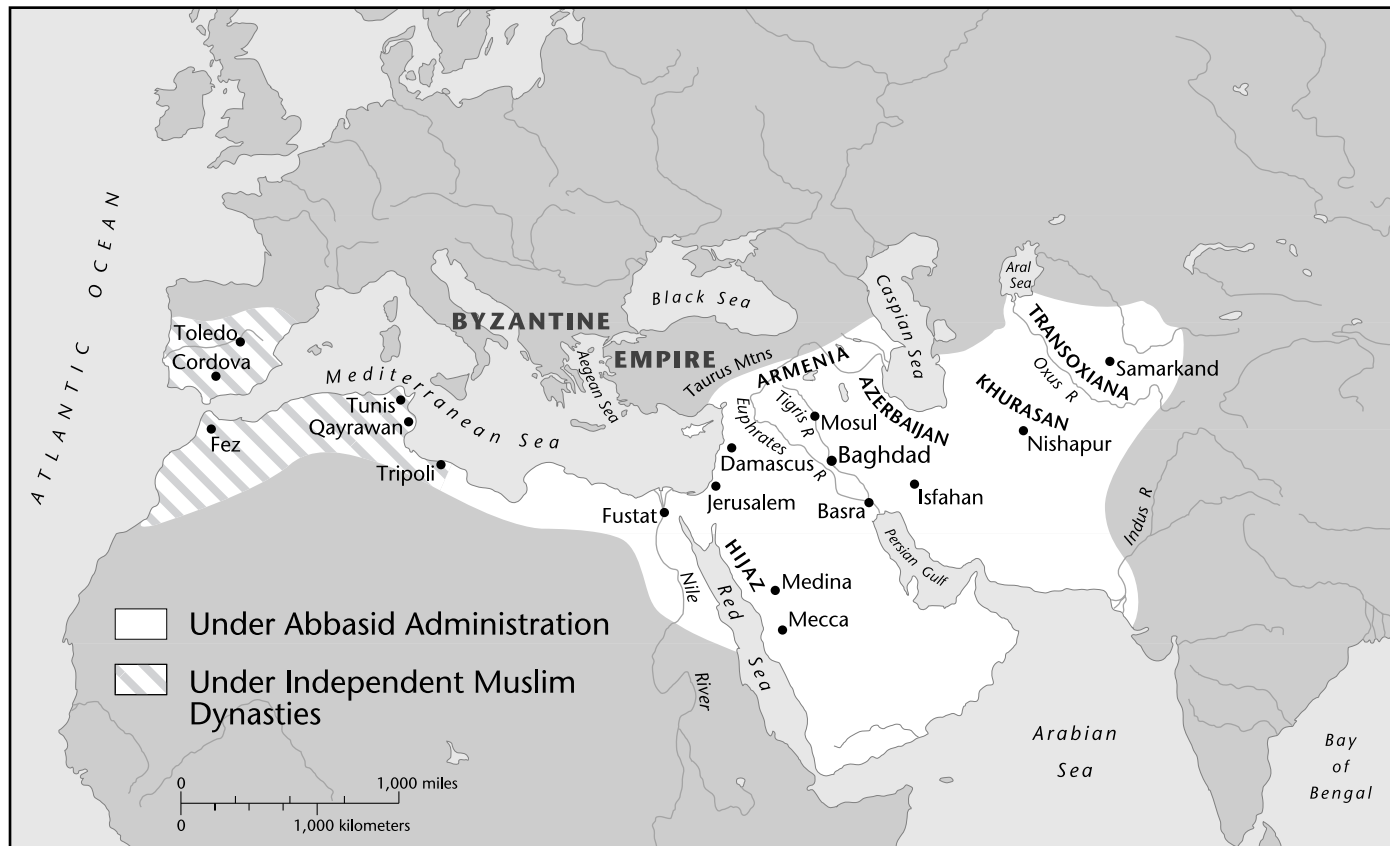 ATLANTIC OCEAN
BYZANTINE
EMPIRE
Black Sea
Caspian Sea
Aral
Sea
Aegean Sea
Taurus Mtns
ARMENIA
AZERBAIJAN
TRANSOXIANA
Oxus R
Samarkand
KHURASAN
Nishapur
Toledo
Cordova
Mediterranean Sea
Tunis
Qayrawan
Fez
Tripoli
Euphrates R
Tigris R
Mosul
Baghdad
Damascus
Jerusalem
Basra
Isfahan
Fustat
Indus R
Persian Gulf
HIJAZ
Medina
Mecca
Nile
River
Red
Sea
Arabian
Sea
Bay
of
Bengal
Under Abbasid Administration
Under Independent Muslim
Dynasties
0 1,000 miles
0 1,000 kilometers